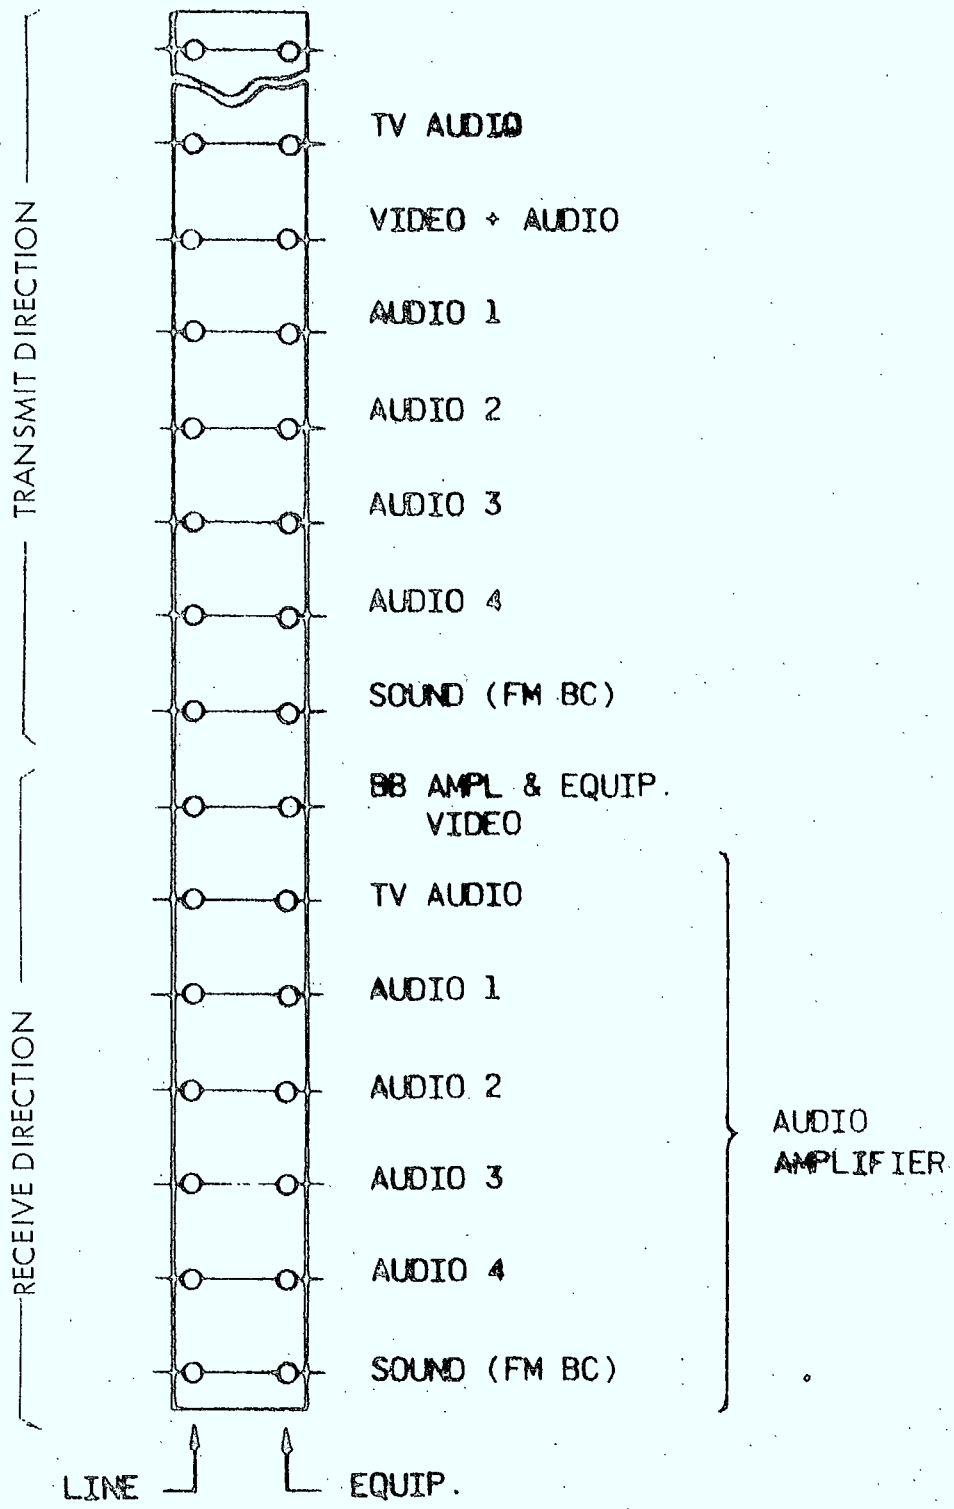 TRANSMIT DIRECTION
TV AUDIO
VIDEO + AUDIO
AUDIO 1
AUDIO 2
AUDIO 3
AUDIO 4
SOUND (FM BC)
RECEIVE DIRECTION
BB AMPL & EQUIP.
VIDEO
TV AUDIO
AUDIO 1
AUDIO 2
AUDIO 3
AUDIO 4
SOUND (FM BC)
AUDIO
AMPLIFIER
LINE
EQUIP.